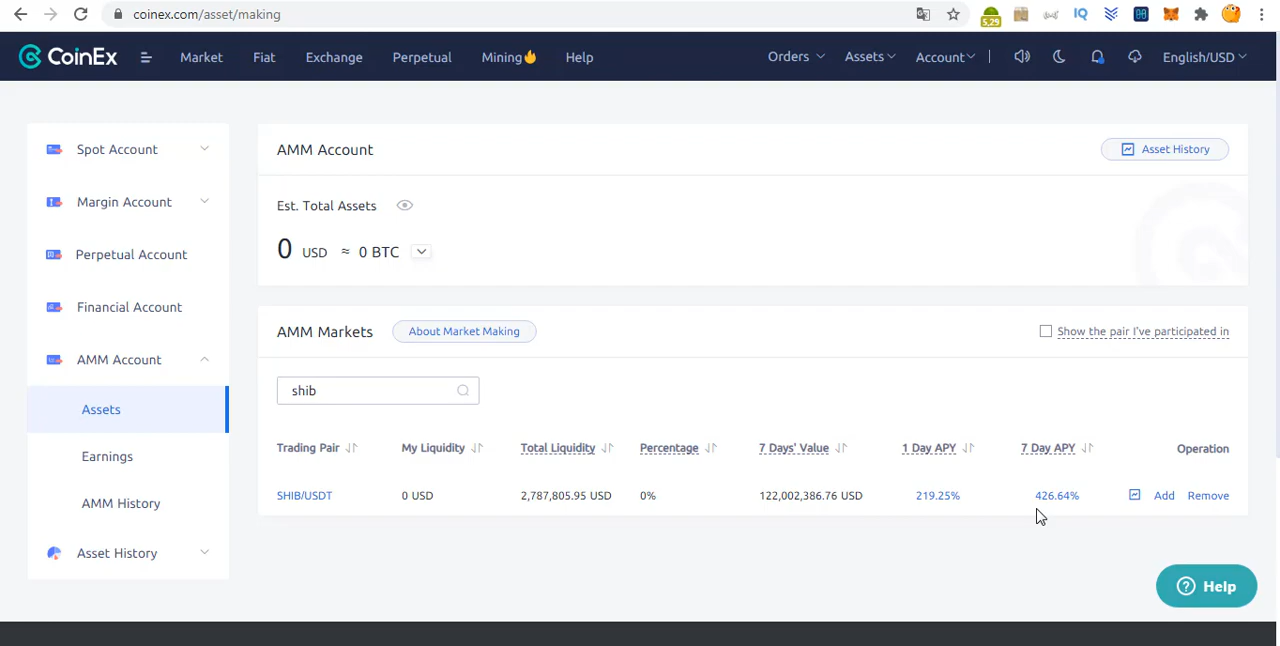 coinex.com/asset/making
5,29
IQ
CoinEx Market Fiat Exchange Perpetual Mining Help Orders Assets Account English/USD
Spot Account
Margin Account
Perpetual Account
Financial Account
AMM Account
Assets
Earnings
AMM History
Asset History
AMM Account Asset History
Est. Total Assets
0 USD ≈ 0 BTC
AMM Markets About Market Making Show the pair I've participated in
shib
Trading Pair My Liquidity Total Liquidity Percentage 7 Days' Value 1 Day APY 7 Day APY Operation
SHIB/USDT 0 USD 2,787,805.95 USD 0% 122,002,386.76 USD 219.25% 426.64% Add Remove
? Help